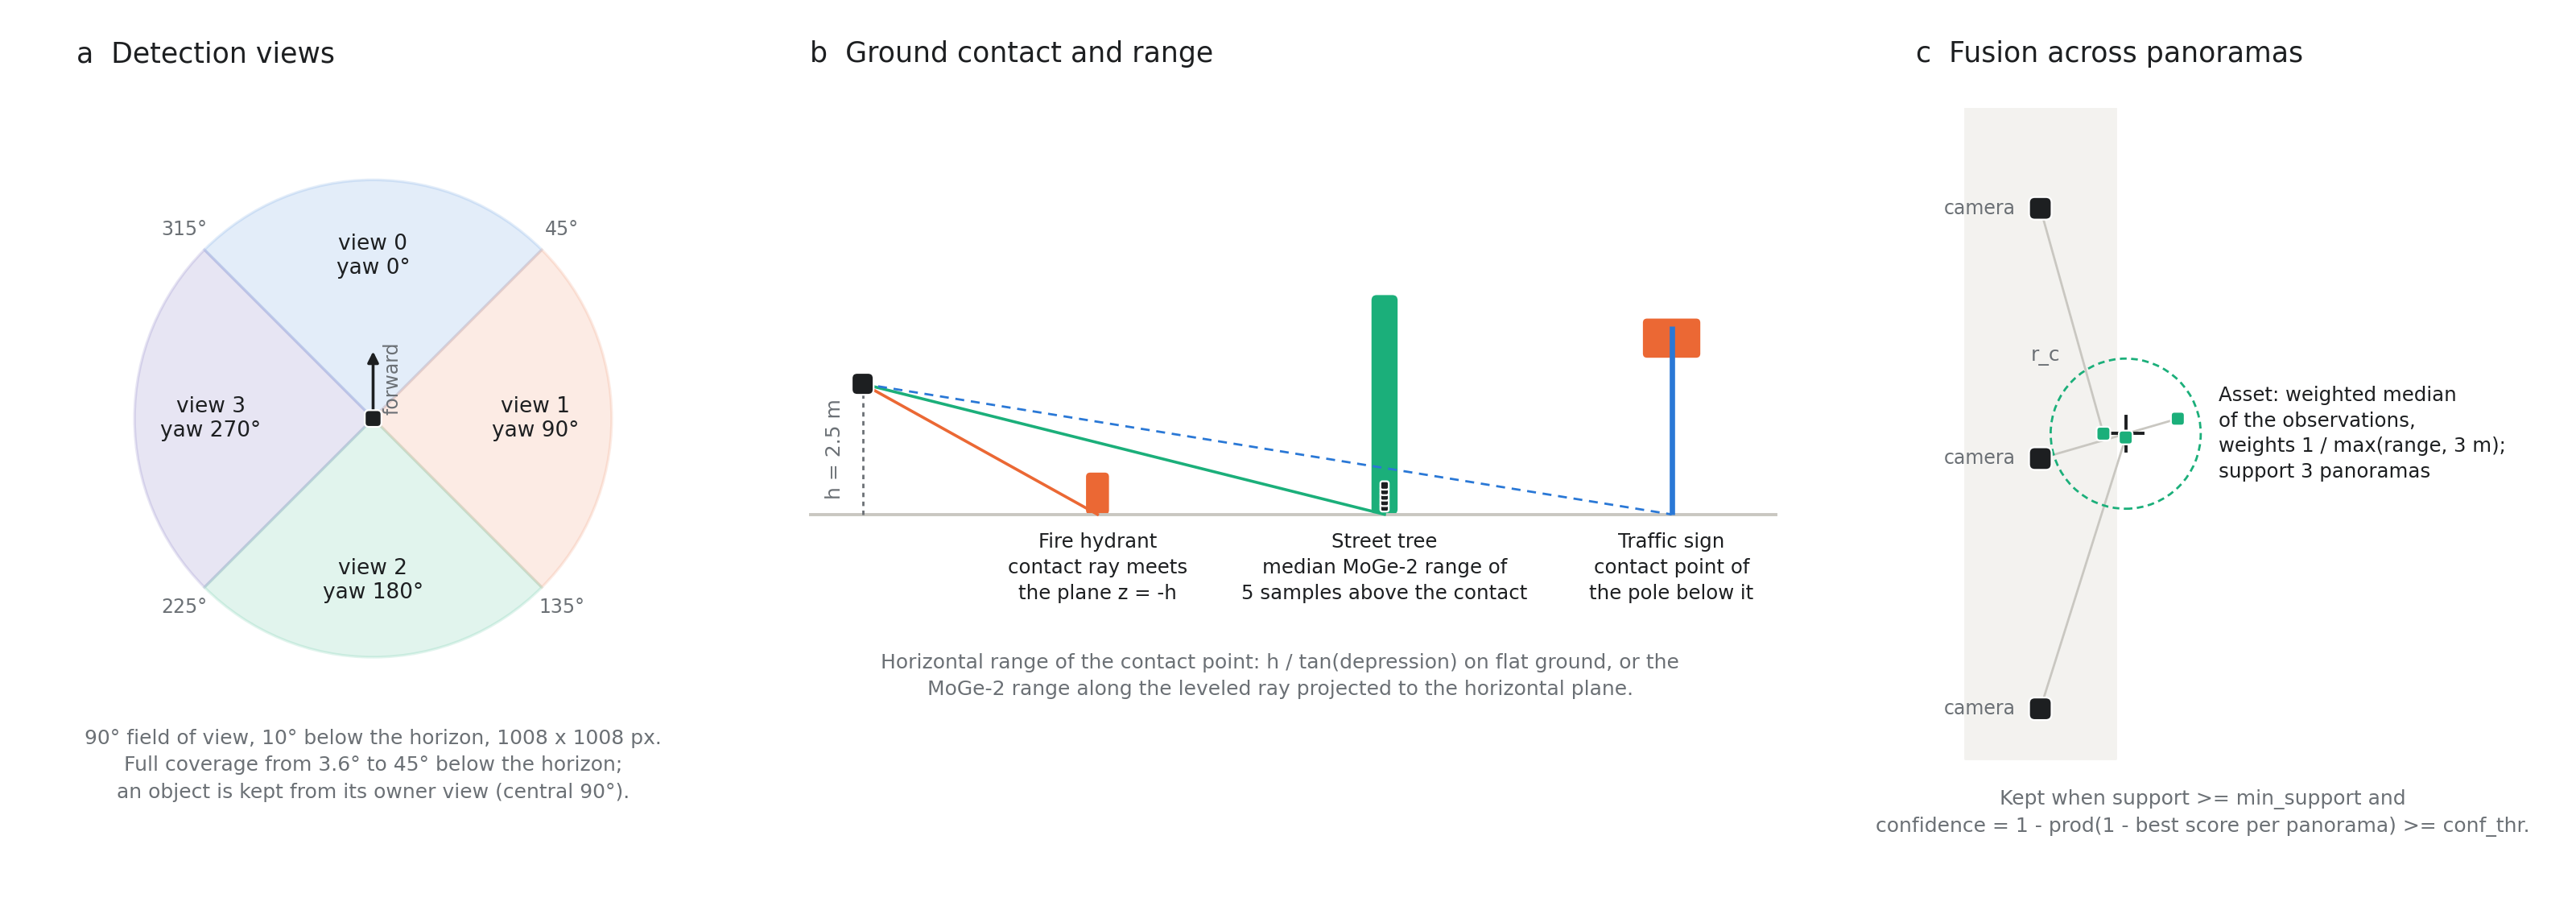 a Detection views
315°
45°
view 0
yaw 0°
forward
view 3
yaw 270°
view 1
yaw 90°
view 2
yaw 180°
225°
135°
90° field of view, 10° below the horizon, 1008 x 1008 px.
Full coverage from 3.6° to 45° below the horizon;
an object is kept from its owner view (central 90°).
b Ground contact and range
h = 2.5 m
Fire hydrant
contact ray meets
the plane z = -h
Street tree
median MoGe-2 range of
5 samples above the contact
Traffic sign
contact point of
the pole below it
Horizontal range of the contact point: h / tan(depression) on flat ground, or the
MoGe-2 range along the leveled ray projected to the horizontal plane.
c Fusion across panoramas
camera
r_c
camera
Asset: weighted median
of the observations,
weights 1 / max(range, 3 m);
support 3 panoramas
camera
Kept when support >= min_support and
confidence = 1 - prod(1 - best score per panorama) >= conf_thr.